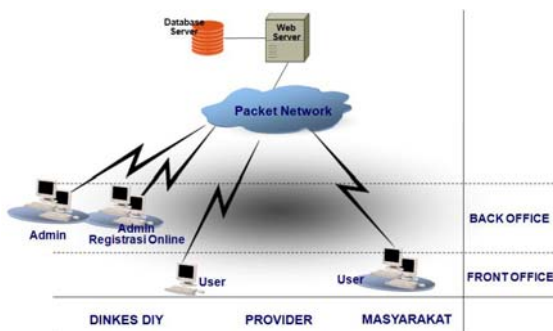 Database
Server
Web
Server
Packet Network
Admin
Admin
Registrasi Online
BACK OFFICE
User
User
FRONT OFFICE
DINKES DIY
PROVIDER
MASYARAKAT